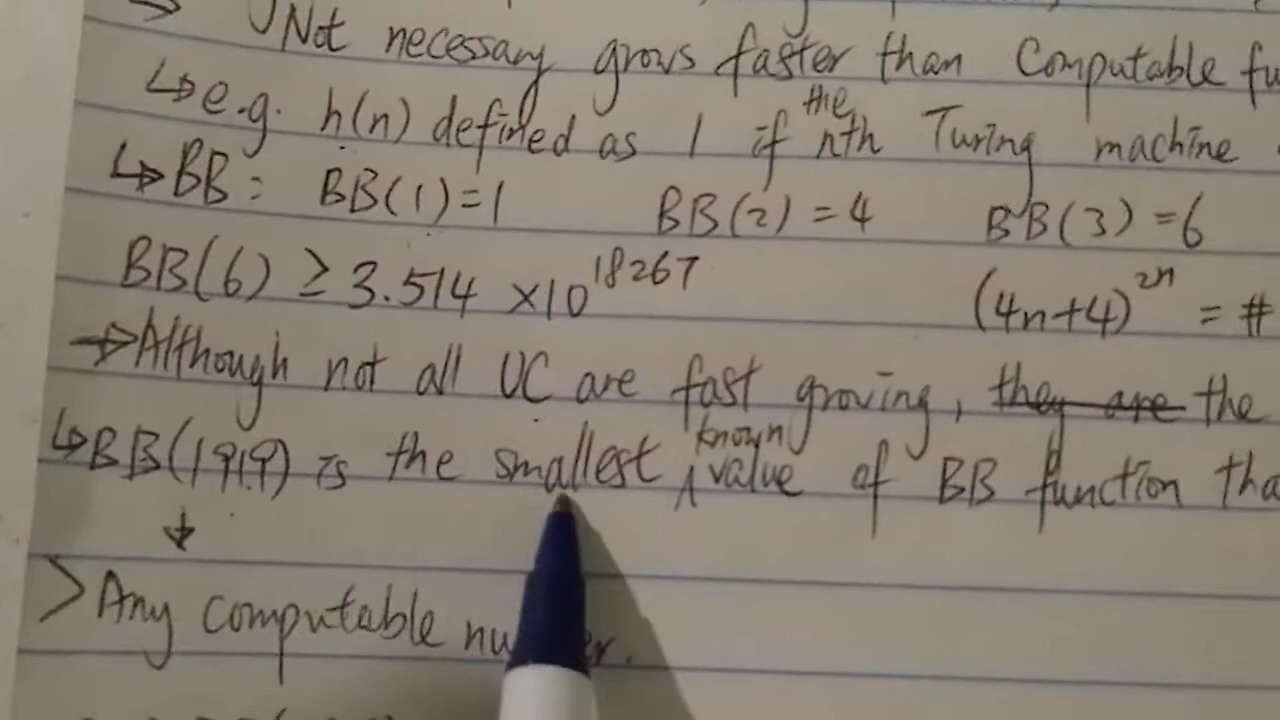 Not necessary grows faster than Computable fu
↳ e.g. h(n) defined as 1 if the nth Turing machine
↳ BB: BB(1)=1 BB(2)=4 BB(3)=6
BB(6) ≥ 3.514 ×10^18267 (4n+4)^2n = #
→ Although not all UC are fast groving, they are the
↳ BB(1919) is the smallest known value of BB function tha
↓
> Any computable